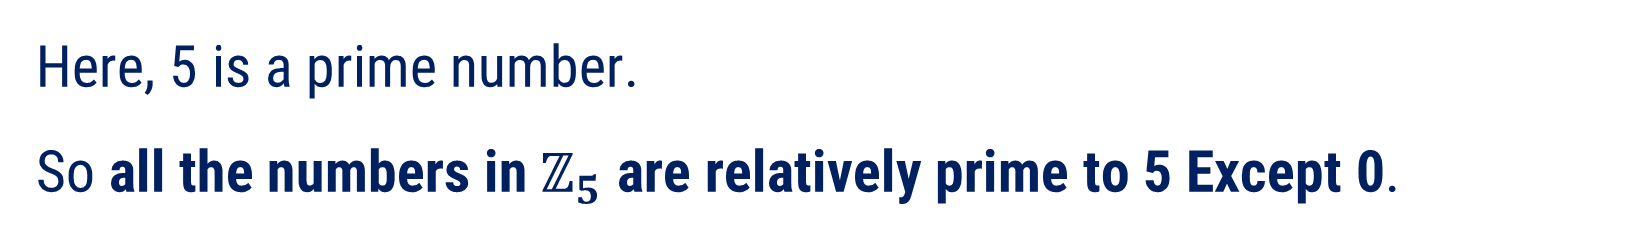 Here, 5 is a prime number.
So all the numbers in ℤ₅ are relatively prime to 5 Except 0.